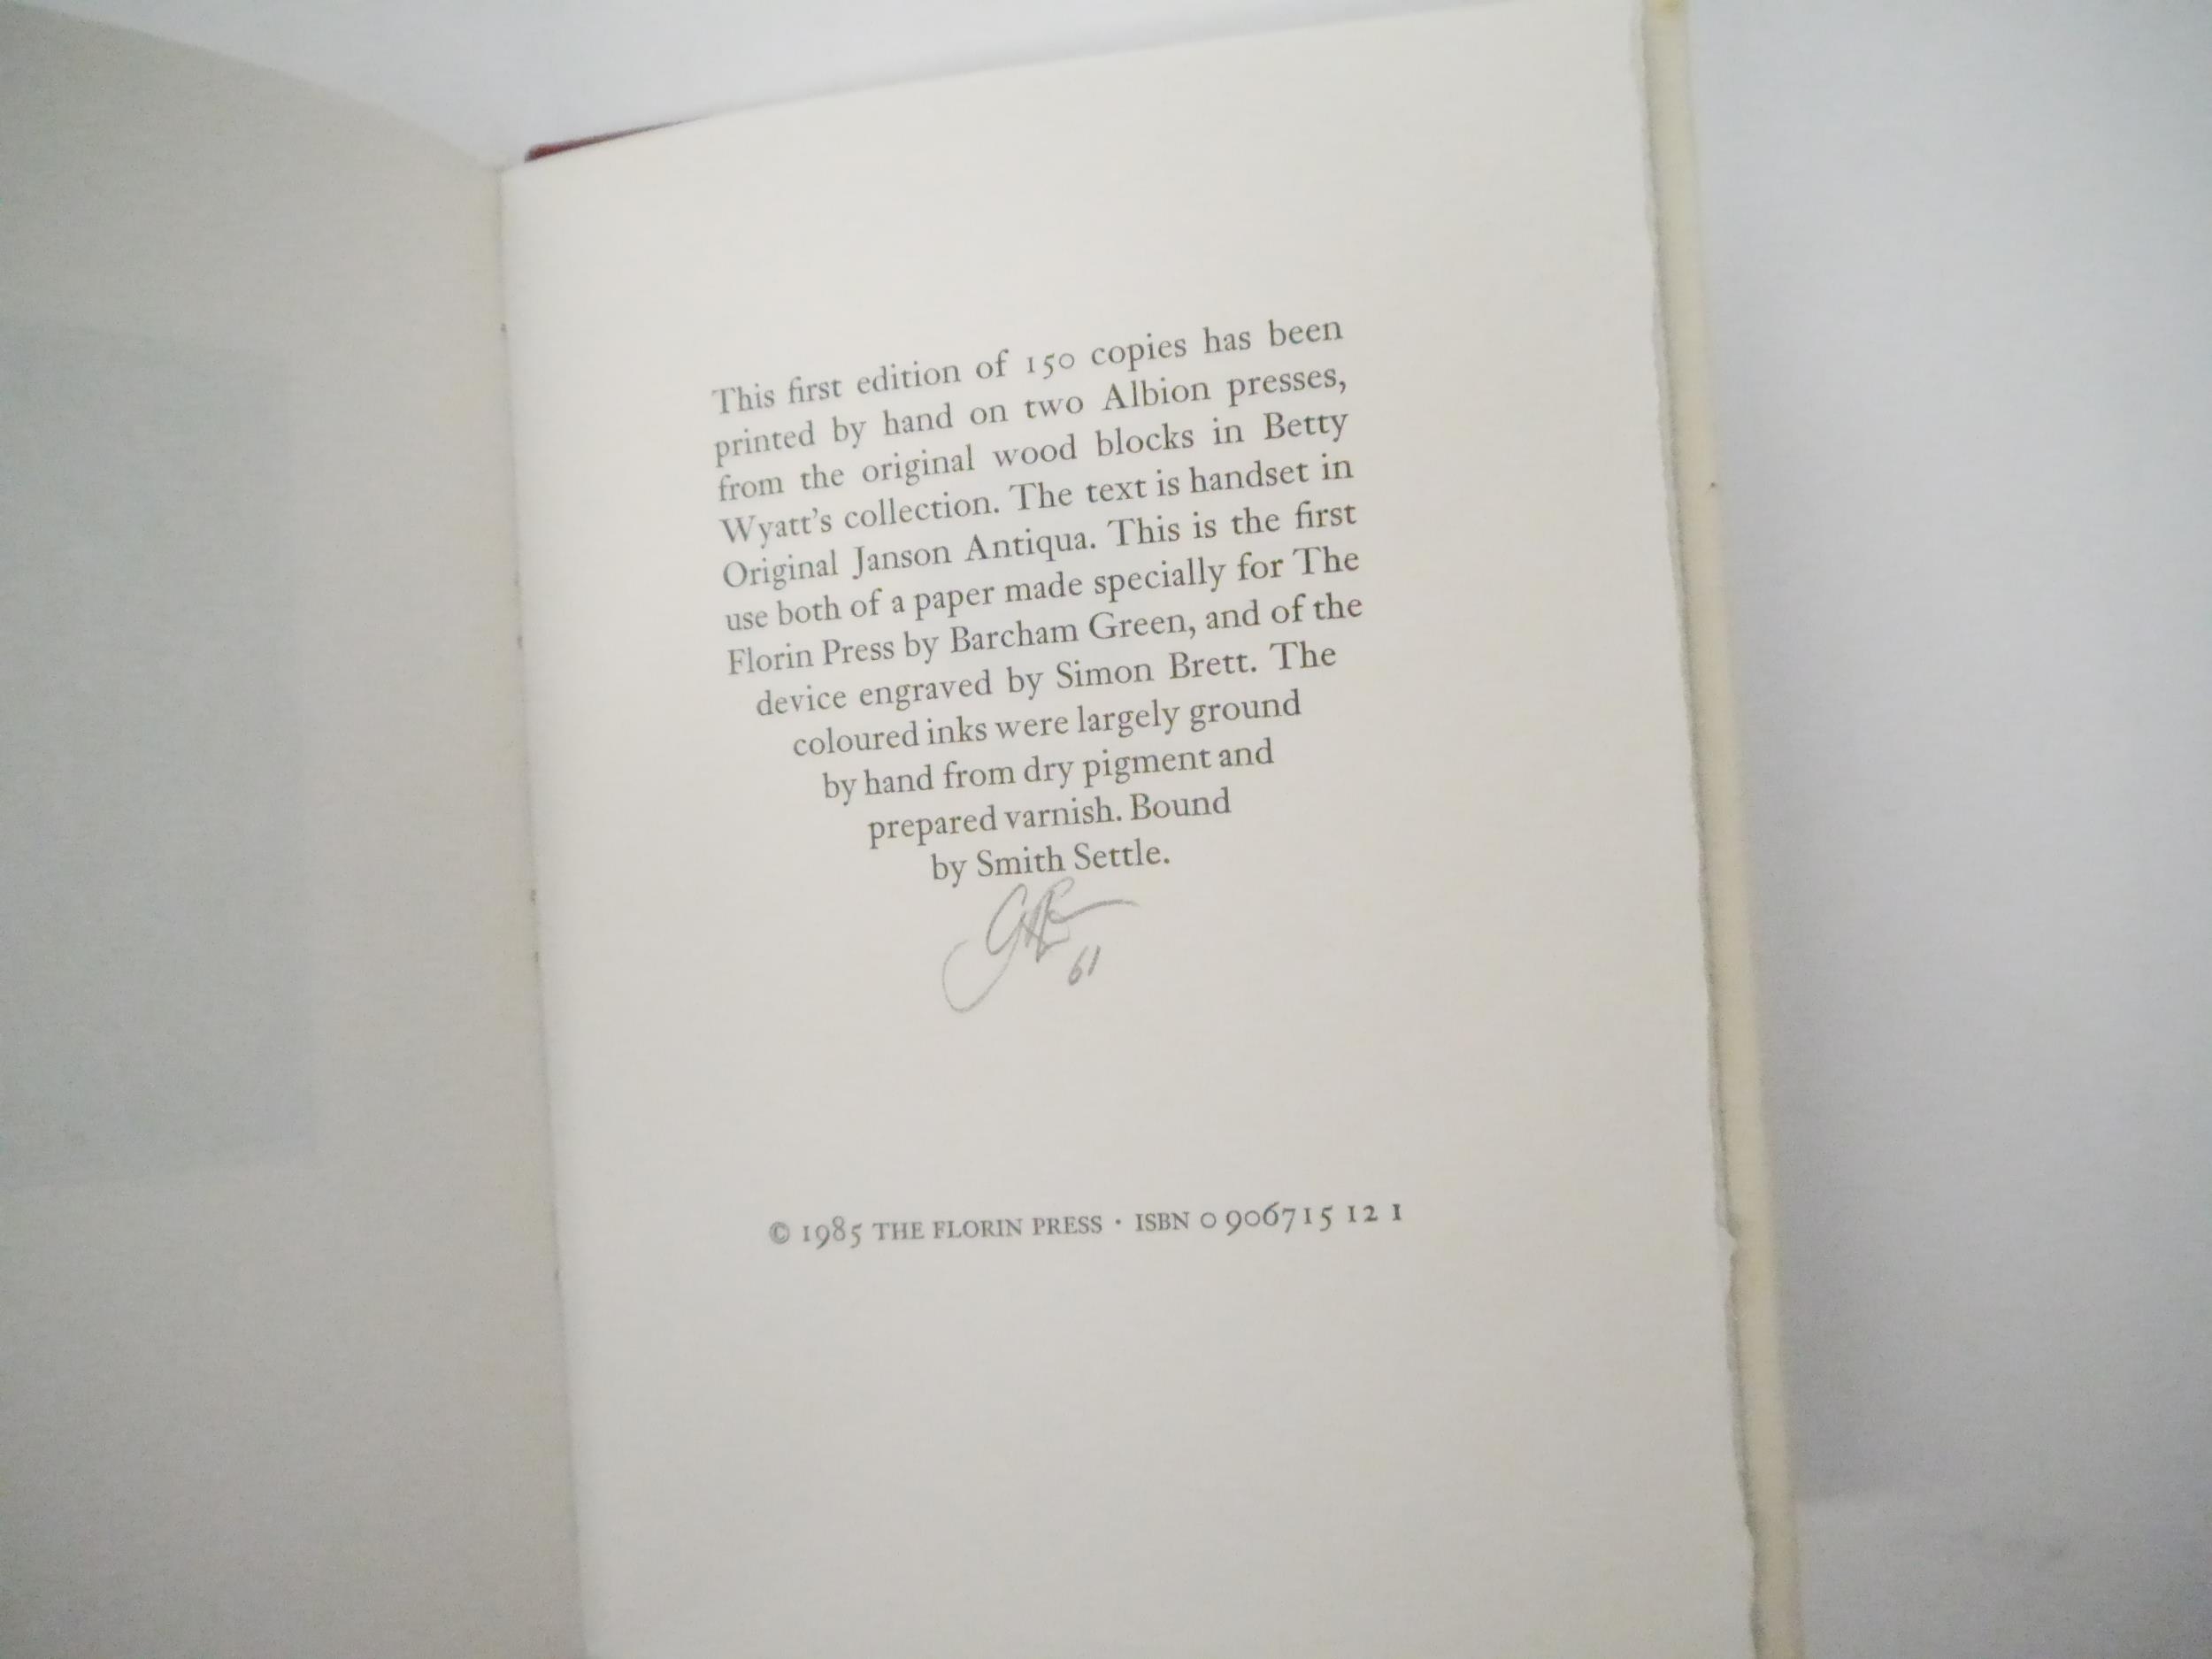 This first edition of 150 copies has been
printed by hand on two Albion presses,
from the original wood blocks in Betty
Wyatt's collection. The text is handset in
Original Janson Antiqua. This is the first
use both of a paper made specially for The
Florin Press by Barcham Green, and of the
device engraved by Simon Brett. The
coloured inks were largely ground
by hand from dry pigment and
prepared varnish. Bound
by Smith Settle.
61
© 1985 THE FLORIN PRESS · ISBN 0 906715 12 1